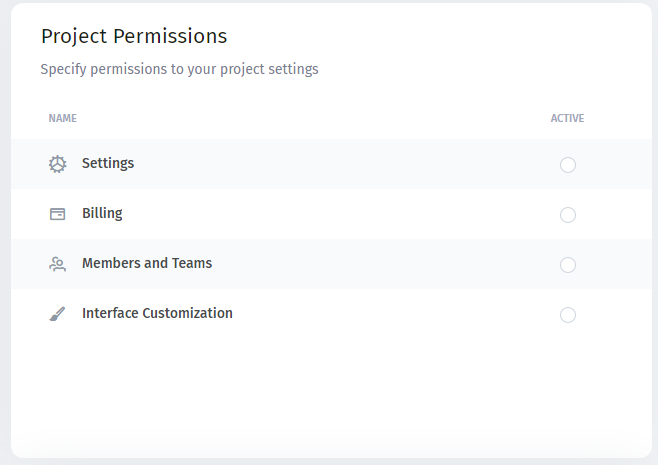 Project Permissions
Specify permissions to your project settings
NAME ACTIVE
Settings
Billing
Members and Teams
Interface Customization